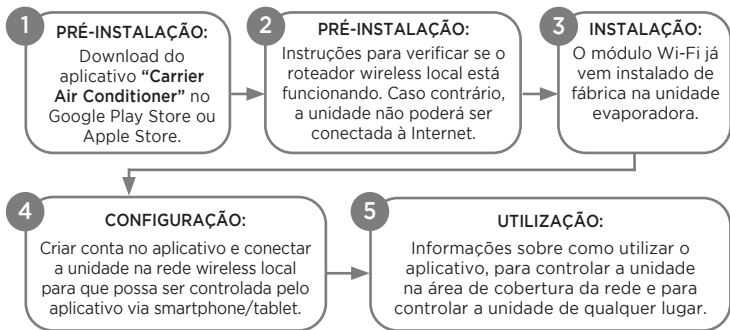 1
PRÉ-INSTALAÇÃO:
Download do
aplicativo “Carrier
Air Conditioner” no
Google Play Store ou
Apple Store.
2
PRÉ-INSTALAÇÃO:
Instruções para verificar se o
roteador wireless local está
funcionando. Caso contrário,
a unidade não poderá ser
conectada à Internet.
3
INSTALAÇÃO:
O módulo Wi-Fi já
vem instalado de
fábrica na unidade
evaporadora.
4
CONFIGURAÇÃO:
Criar conta no aplicativo e conectar
a unidade na rede wireless local
para que possa ser controlada pelo
aplicativo via smartphone/tablet.
5
UTILIZAÇÃO:
Informações sobre como utilizar o
aplicativo, para controlar a unidade
na área de cobertura da rede e para
controlar a unidade de qualquer lugar.